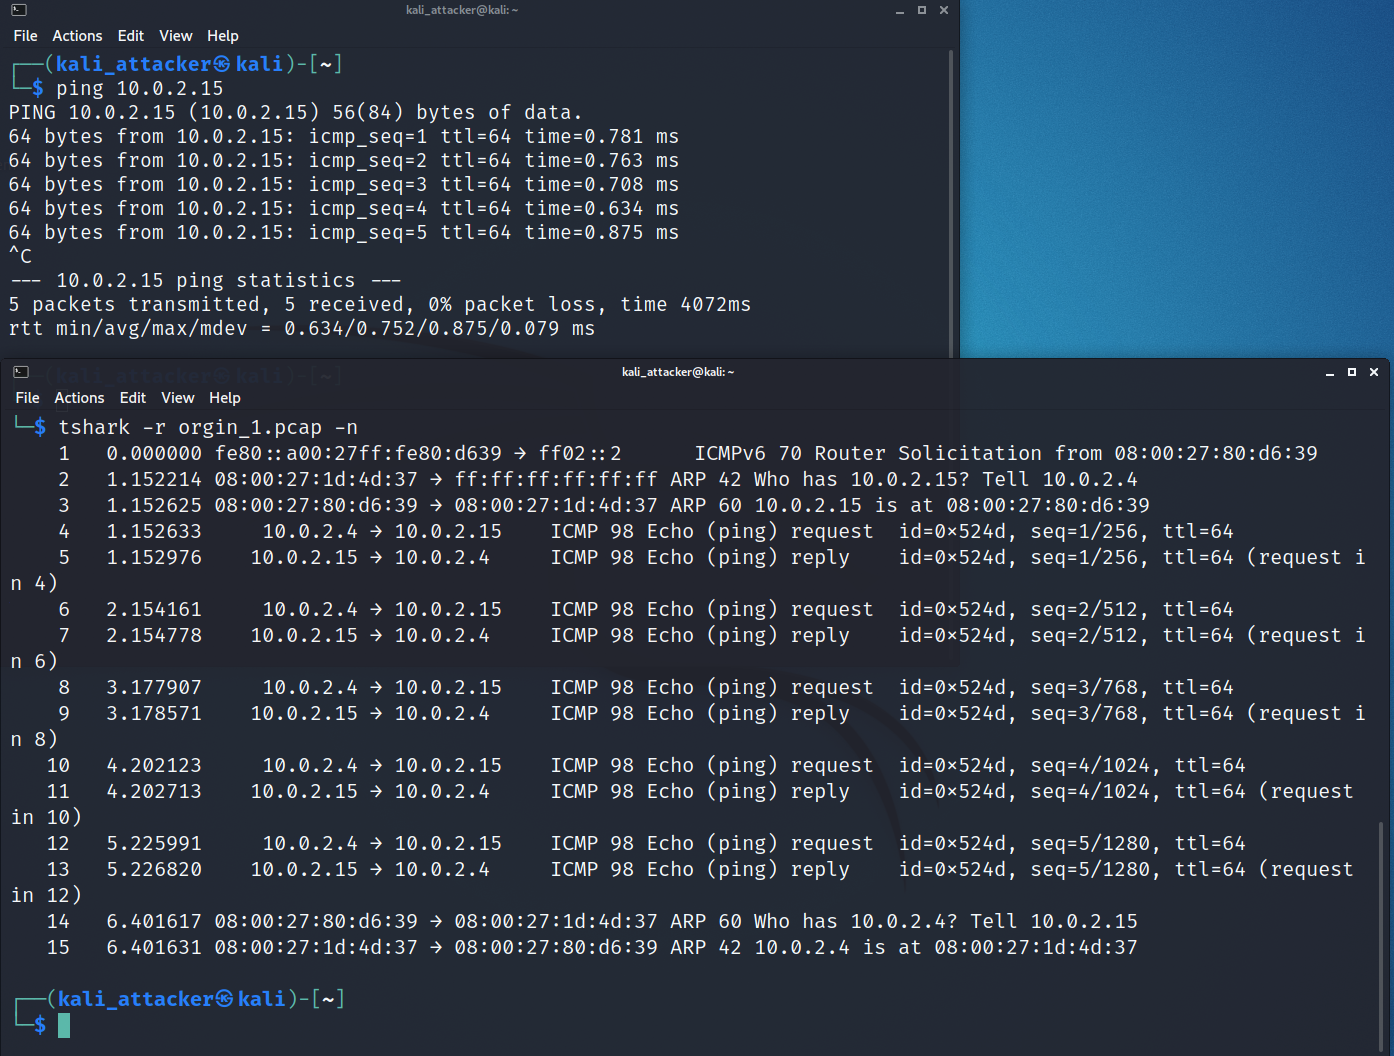 kali_attacker@kali: ~
File Actions Edit View Help
┌──(kali_attacker㉿kali)-[~]
└─$ ping 10.0.2.15
PING 10.0.2.15 (10.0.2.15) 56(84) bytes of data.
64 bytes from 10.0.2.15: icmp_seq=1 ttl=64 time=0.781 ms
64 bytes from 10.0.2.15: icmp_seq=2 ttl=64 time=0.763 ms
64 bytes from 10.0.2.15: icmp_seq=3 ttl=64 time=0.708 ms
64 bytes from 10.0.2.15: icmp_seq=4 ttl=64 time=0.634 ms
64 bytes from 10.0.2.15: icmp_seq=5 ttl=64 time=0.875 ms
^C
--- 10.0.2.15 ping statistics ---
5 packets transmitted, 5 received, 0% packet loss, time 4072ms
rtt min/avg/max/mdev = 0.634/0.752/0.875/0.079 ms
kali_attacker@kali: ~
File Actions Edit View Help
└─$ tshark -r orgin_1.pcap -n
1 0.000000 fe80::a00:27ff:fe80:d639 → ff02::2 ICMPv6 70 Router Solicitation from 08:00:27:80:d6:39
2 1.152214 08:00:27:1d:4d:37 → ff:ff:ff:ff:ff:ff ARP 42 Who has 10.0.2.15? Tell 10.0.2.4
3 1.152625 08:00:27:80:d6:39 → 08:00:27:1d:4d:37 ARP 60 10.0.2.15 is at 08:00:27:80:d6:39
4 1.152633 10.0.2.4 → 10.0.2.15 ICMP 98 Echo (ping) request id=0x524d, seq=1/256, ttl=64
5 1.152976 10.0.2.15 → 10.0.2.4 ICMP 98 Echo (ping) reply id=0x524d, seq=1/256, ttl=64 (request i
n 4)
6 2.154161 10.0.2.4 → 10.0.2.15 ICMP 98 Echo (ping) request id=0x524d, seq=2/512, ttl=64
7 2.154778 10.0.2.15 → 10.0.2.4 ICMP 98 Echo (ping) reply id=0x524d, seq=2/512, ttl=64 (request i
n 6)
8 3.177907 10.0.2.4 → 10.0.2.15 ICMP 98 Echo (ping) request id=0x524d, seq=3/768, ttl=64
9 3.178571 10.0.2.15 → 10.0.2.4 ICMP 98 Echo (ping) reply id=0x524d, seq=3/768, ttl=64 (request i
n 8)
10 4.202123 10.0.2.4 → 10.0.2.15 ICMP 98 Echo (ping) request id=0x524d, seq=4/1024, ttl=64
11 4.202713 10.0.2.15 → 10.0.2.4 ICMP 98 Echo (ping) reply id=0x524d, seq=4/1024, ttl=64 (request
in 10)
12 5.225991 10.0.2.4 → 10.0.2.15 ICMP 98 Echo (ping) request id=0x524d, seq=5/1280, ttl=64
13 5.226820 10.0.2.15 → 10.0.2.4 ICMP 98 Echo (ping) reply id=0x524d, seq=5/1280, ttl=64 (request
in 12)
14 6.401617 08:00:27:80:d6:39 → 08:00:27:1d:4d:37 ARP 60 Who has 10.0.2.4? Tell 10.0.2.15
15 6.401631 08:00:27:1d:4d:37 → 08:00:27:80:d6:39 ARP 42 10.0.2.4 is at 08:00:27:1d:4d:37
┌──(kali_attacker㉿kali)-[~]
└─$